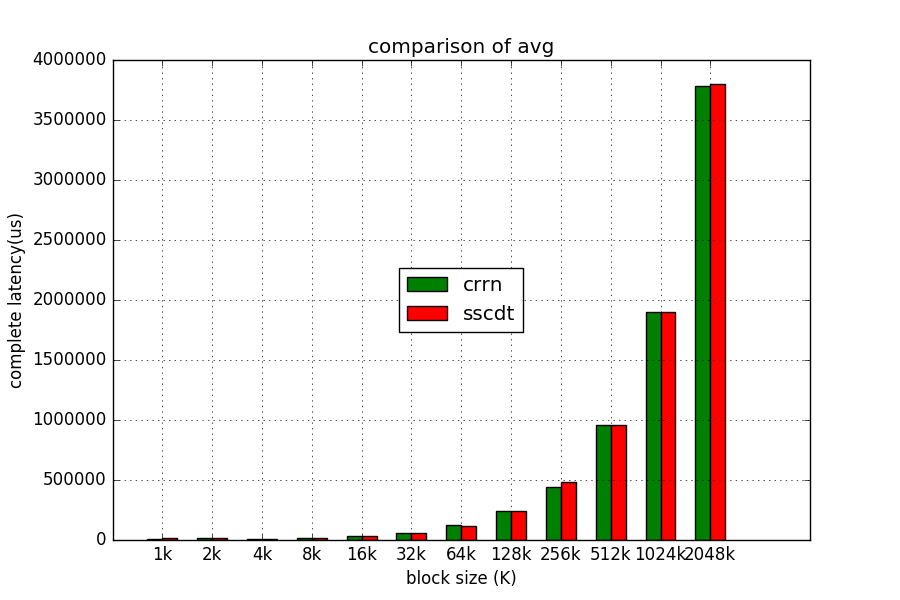 comparison of avg
4000000
3500000
3000000
2500000
2000000
1500000
1000000
500000
0
complete latency(us)
crrn
sscdt
1k 2k 4k 8k 16k 32k 64k 128k 256k 512k 1024k 2048k
block size (K)